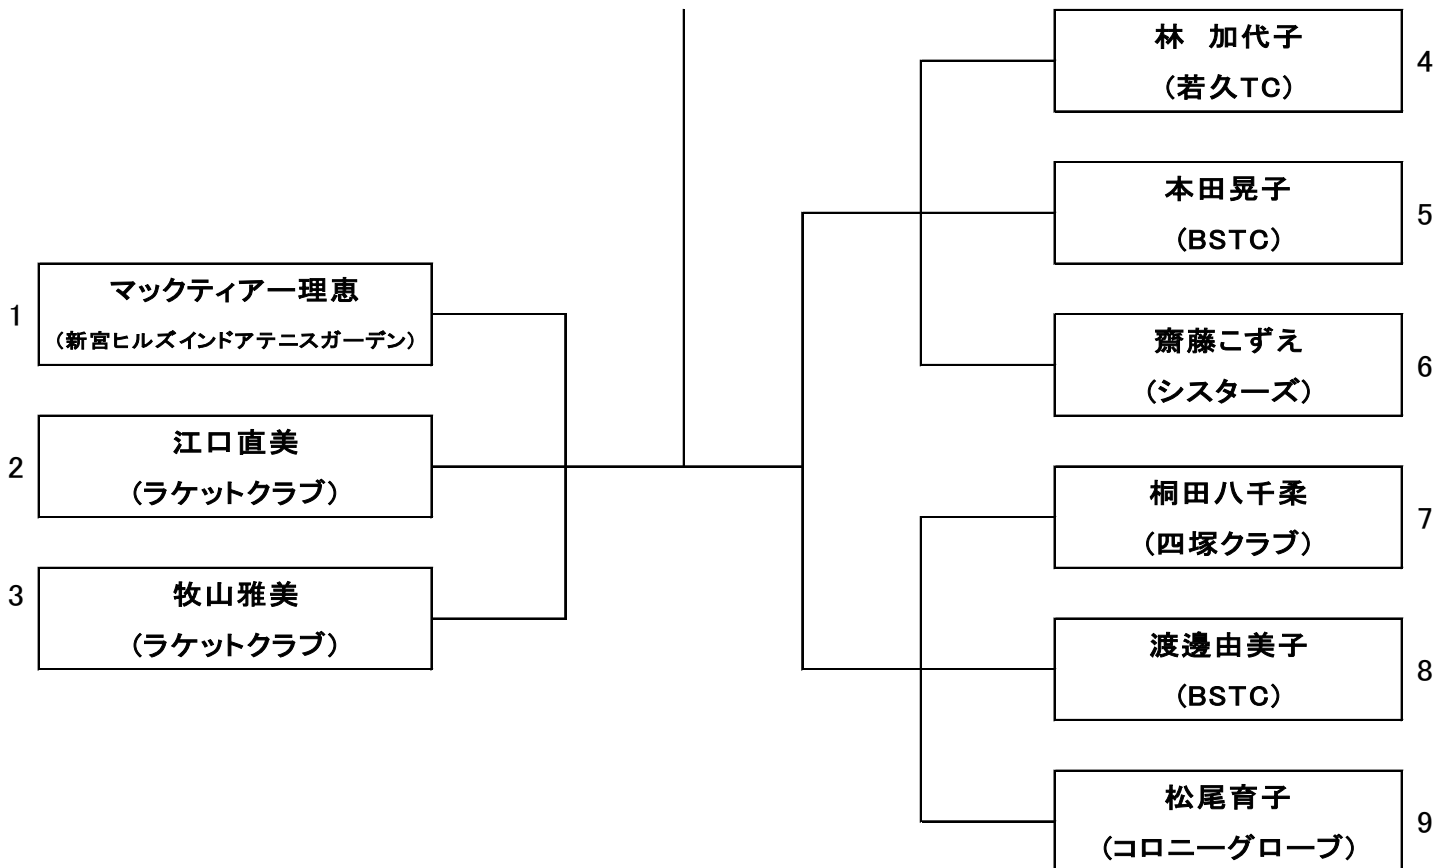 1
マックティアー理恵
(新宮ヒルズインドアテニスガーデン)
2
江口直美
(ラケットクラブ)
3
牧山雅美
(ラケットクラブ)
林　加代子
(若久TC)
4
本田晃子
(BSTC)
5
齋藤こずえ
(シスターズ)
6
桐田八千柔
(四塚クラブ)
7
渡邊由美子
(BSTC)
8
松尾育子
(コロニーグローブ)
9